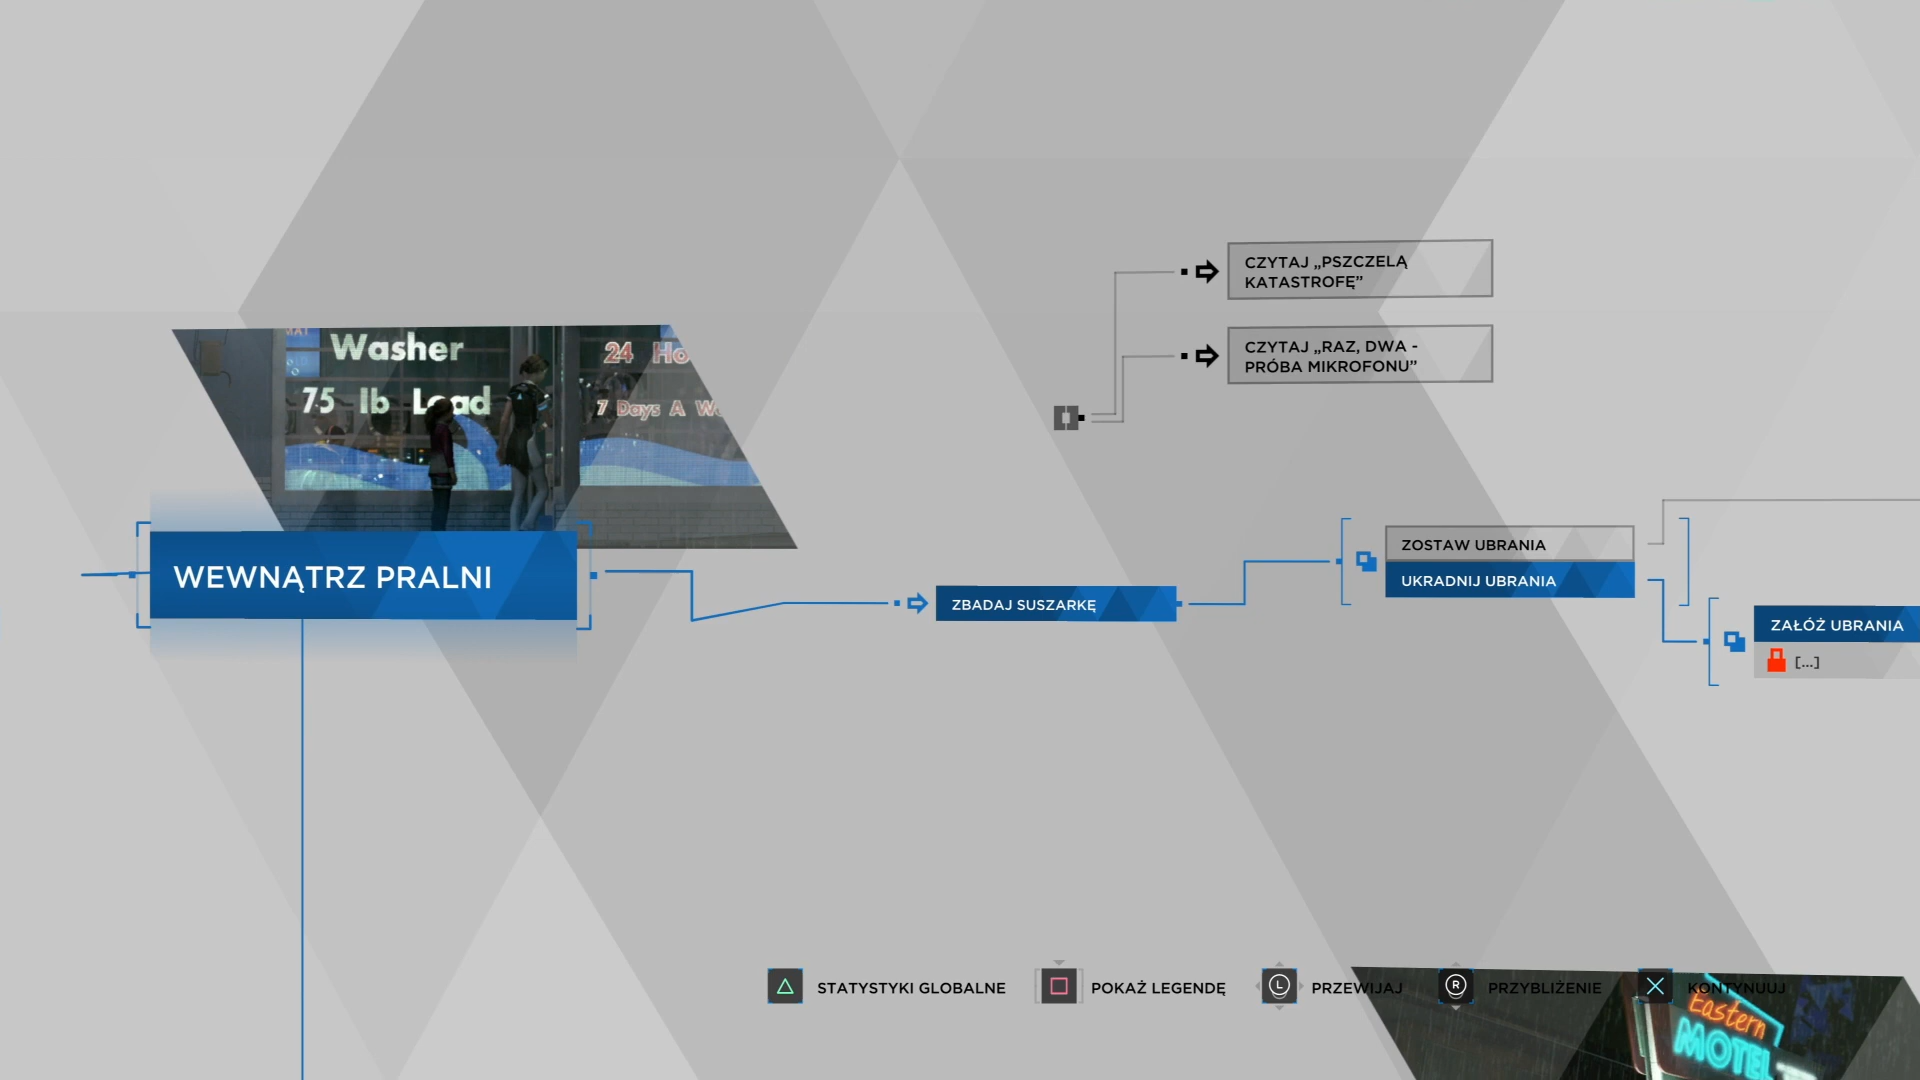 CZYTAJ „PSZCZELĄ
KATASTROFĘ”
CZYTAJ „RAZ, DWA -
PRÓBA MIKROFONU”
Washer
75 lb Load
24 Ho
7 Days A We
WEWNĄTRZ PRALNI
ZBADAJ SUSZARKĘ
ZOSTAW UBRANIA
UKRADNIJ UBRANIA
ZAŁÓŻ UBRANIA
[...]
STATYSTYKI GLOBALNE
POKAŻ LEGENDĘ
L
PRZEWIJAJ
R
PRZYBLIŻENIE
KONTYNUUJ
Eastern
MOTEL